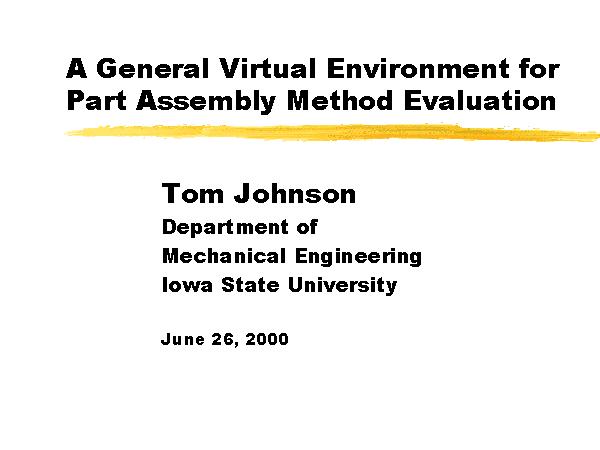 A General Virtual Environment for
Part Assembly Method Evaluation
Tom Johnson
Department of
Mechanical Engineering
Iowa State University
June 26, 2000